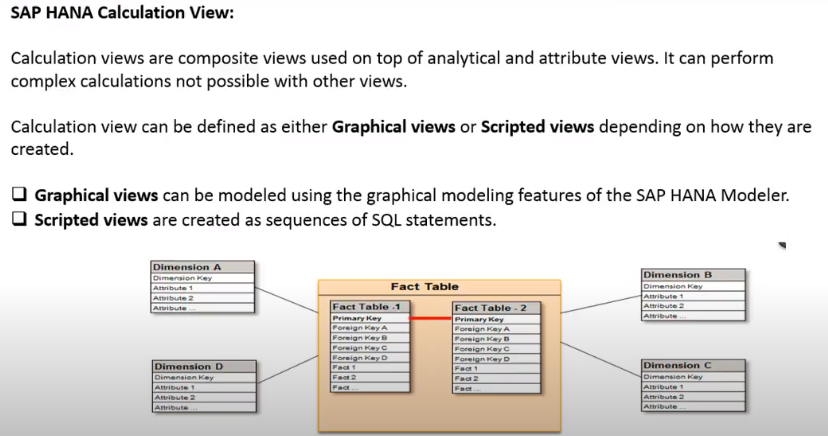 SAP HANA Calculation View:
Calculation views are composite views used on top of analytical and attribute views. It can perform
complex calculations not possible with other views.
Calculation view can be defined as either Graphical views or Scripted views depending on how they are
created.
Graphical views can be modeled using the graphical modeling features of the SAP HANA Modeler.
Scripted views are created as sequences of SQL statements.
Dimension A
Dimension Key
Attribute 1
Attribute 2
Attribute ...
Dimension D
Dimension Key
Attribute 1
Attribute 2
Attribute ...
Fact Table
Fact Table -1
Primary Key
Foreign Key A
Foreign Key B
Foreign Key C
Foreign Key D
Fact 1
Fact 2
Fact ...
Fact Table - 2
Primary Key
Foreign Key A
Foreign Key B
Foreign Key C
Foreign Key D
Fact 1
Fact 2
Fact ...
Dimension B
Dimension Key
Attribute 1
Attribute 2
Attribute ...
Dimension C
Dimension Key
Attribute 1
Attribute 2
Attribute ...